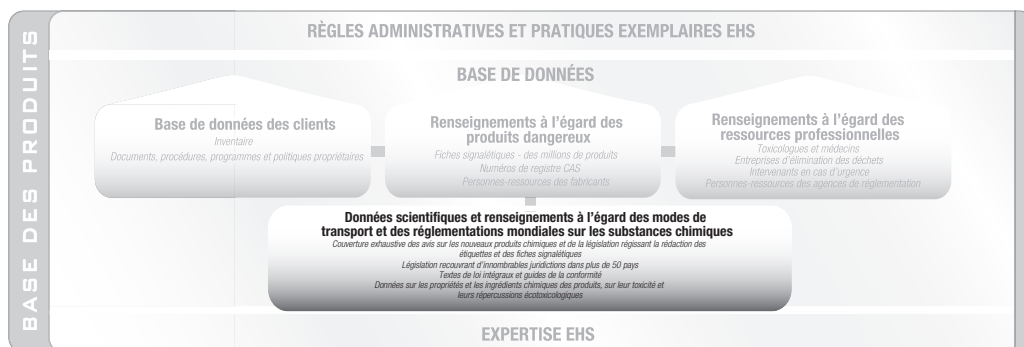 BASE DES PRODUITS
RÈGLES ADMINISTRATIVES ET PRATIQUES EXEMPLAIRES EHS
BASE DE DONNÉES
Base de données des clients
Inventaire
Documents, procédures, programmes et politiques propriétaires
Renseignements à l'égard des
produits dangereux
Fiches signalétiques - des millions de produits
Numéros de registre CAS
Personnes-ressources des fabricants
Renseignements à l'égard des
ressources professionnelles
Toxicologues et médecins
Entreprises d'élimination des déchets
Intervenants en cas d'urgence
Personnes-ressources des agences de réglementation
Données scientifiques et renseignements à l'égard des modes de
transport et des réglementations mondiales sur les substances chimiques
Couverture exhaustive des avis sur les nouveaux produits chimiques et de la législation régissant la rédaction des
étiquettes et des fiches signalétiques
Législation recouvrant d'innombrables juridictions dans plus de 50 pays
Textes de loi intégraux et guides de la conformité
Données sur les propriétés et les ingrédients chimiques des produits, sur leur toxicité et
leurs répercussions écotoxicologiques
EXPERTISE EHS